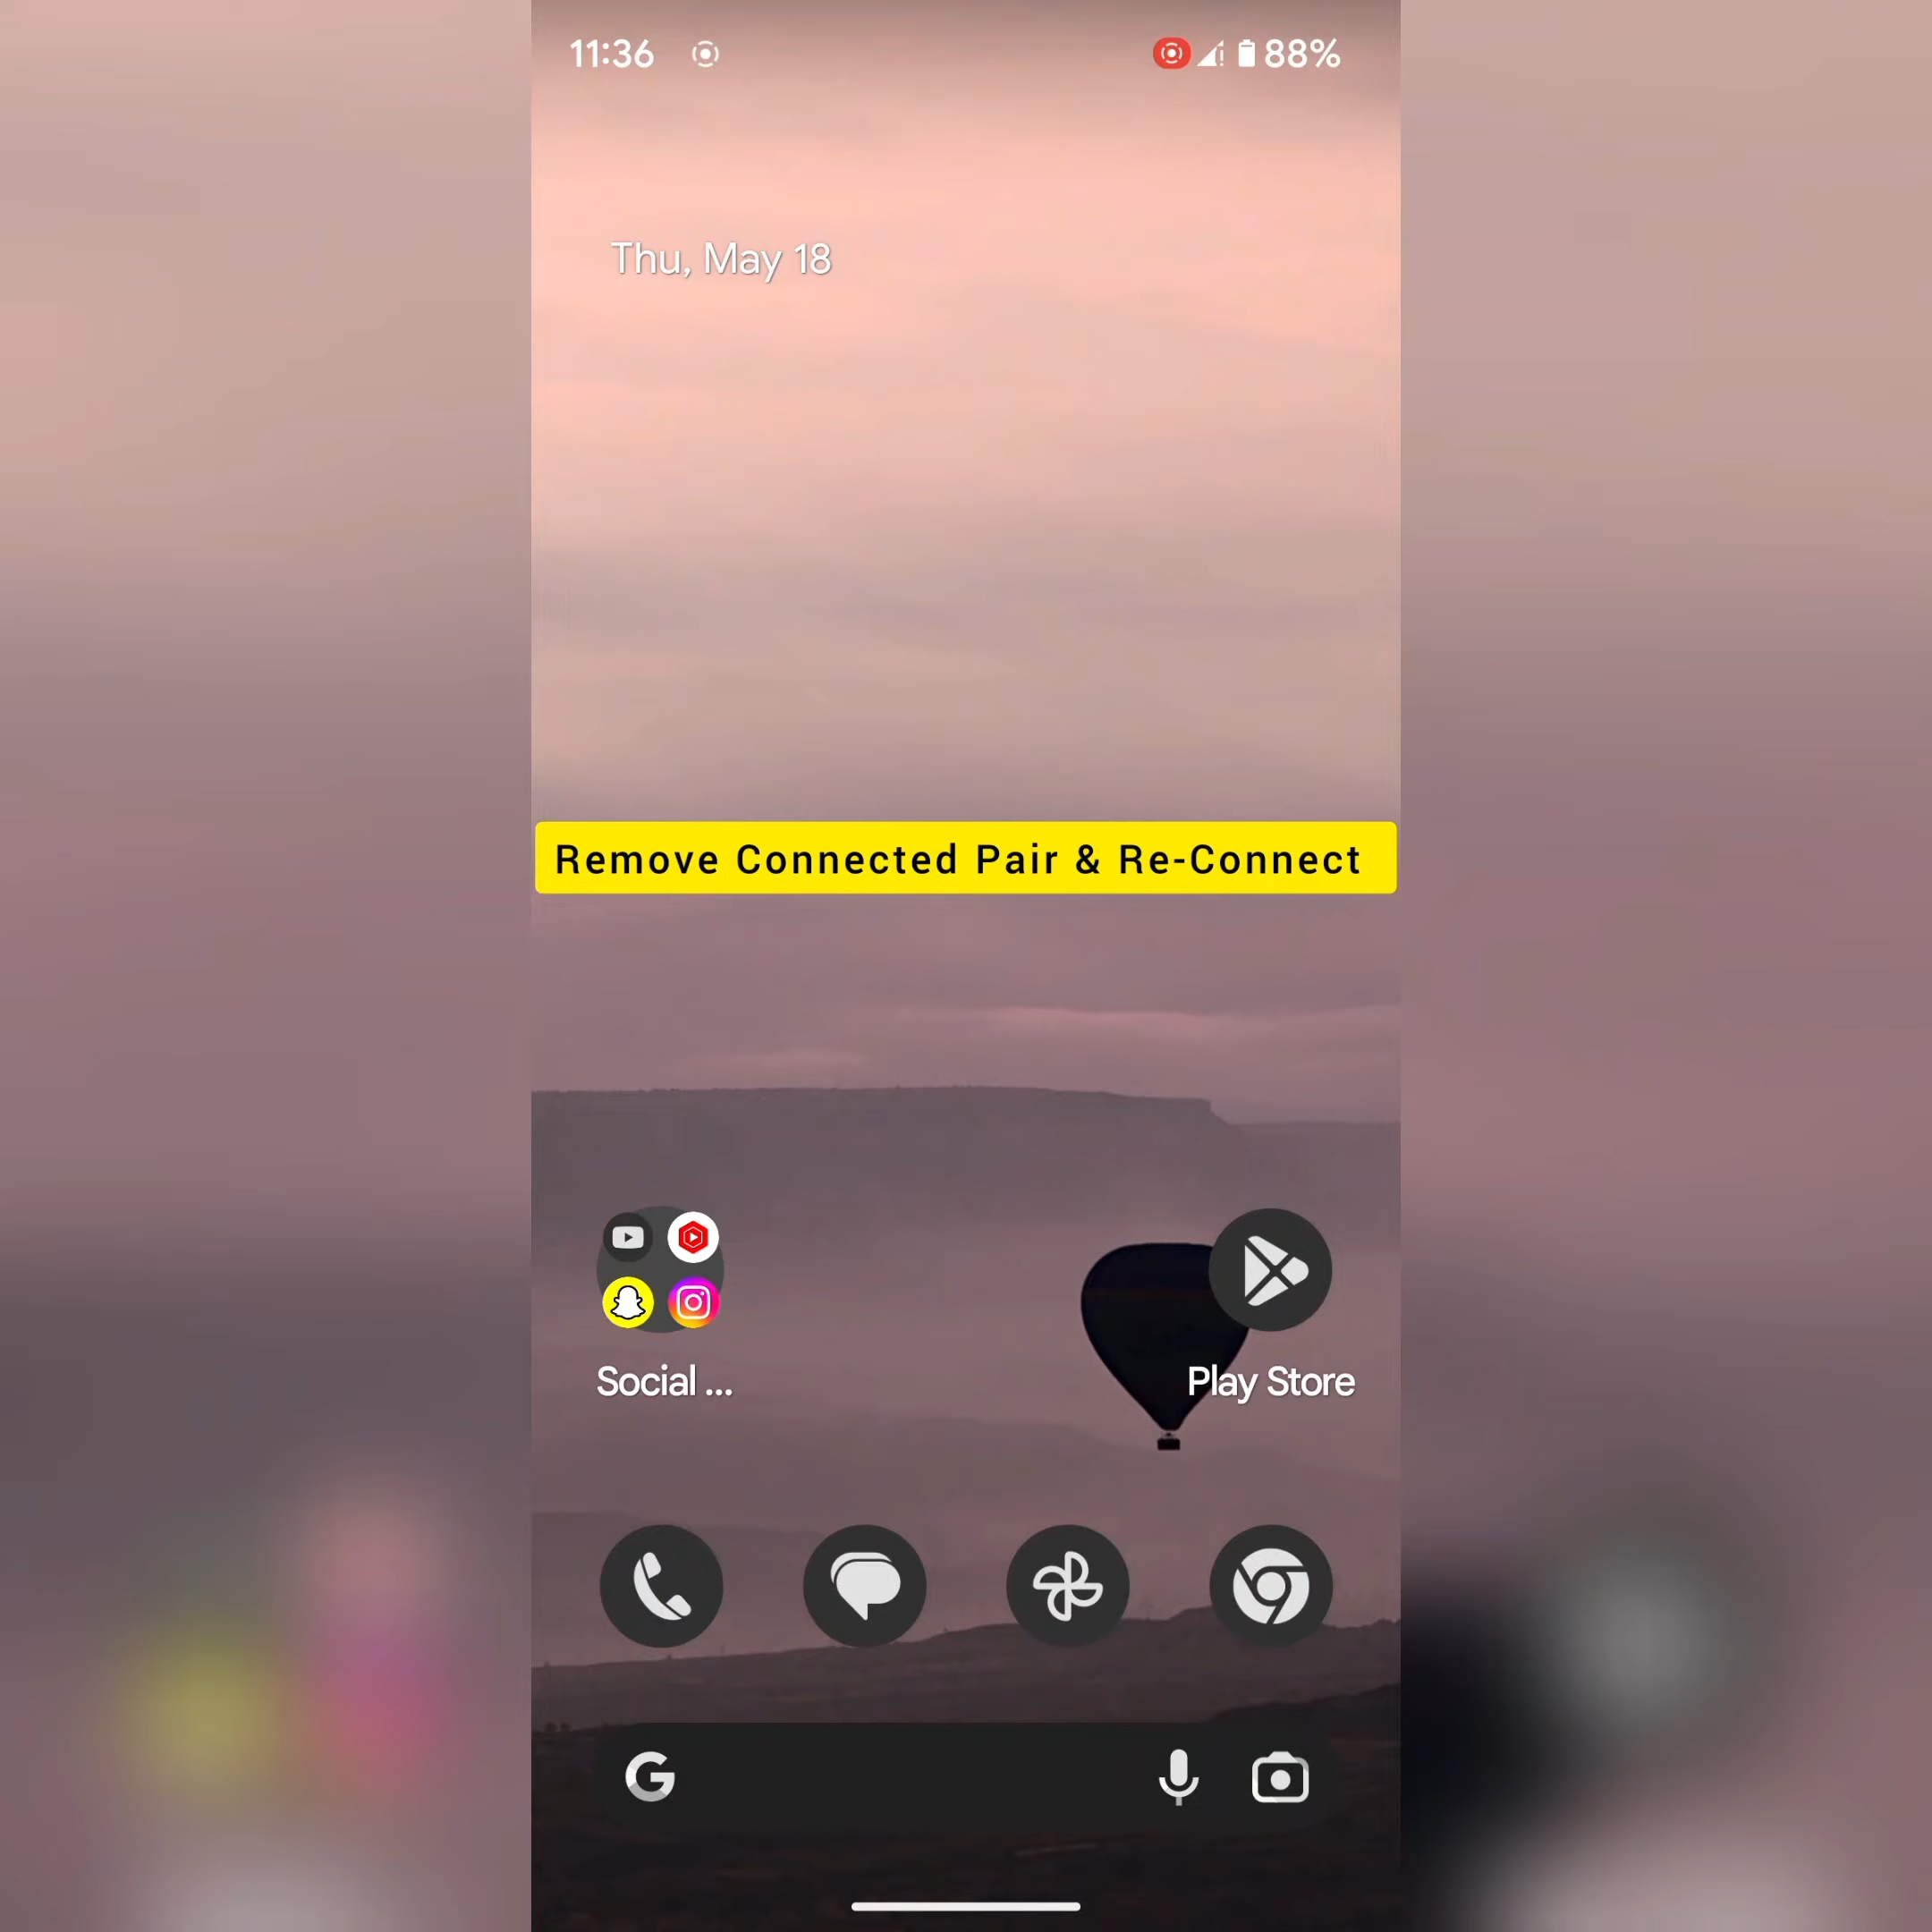 11:36 88%
Thu, May 18
Remove Connected Pair & Re-Connect
Social ...
Play Store